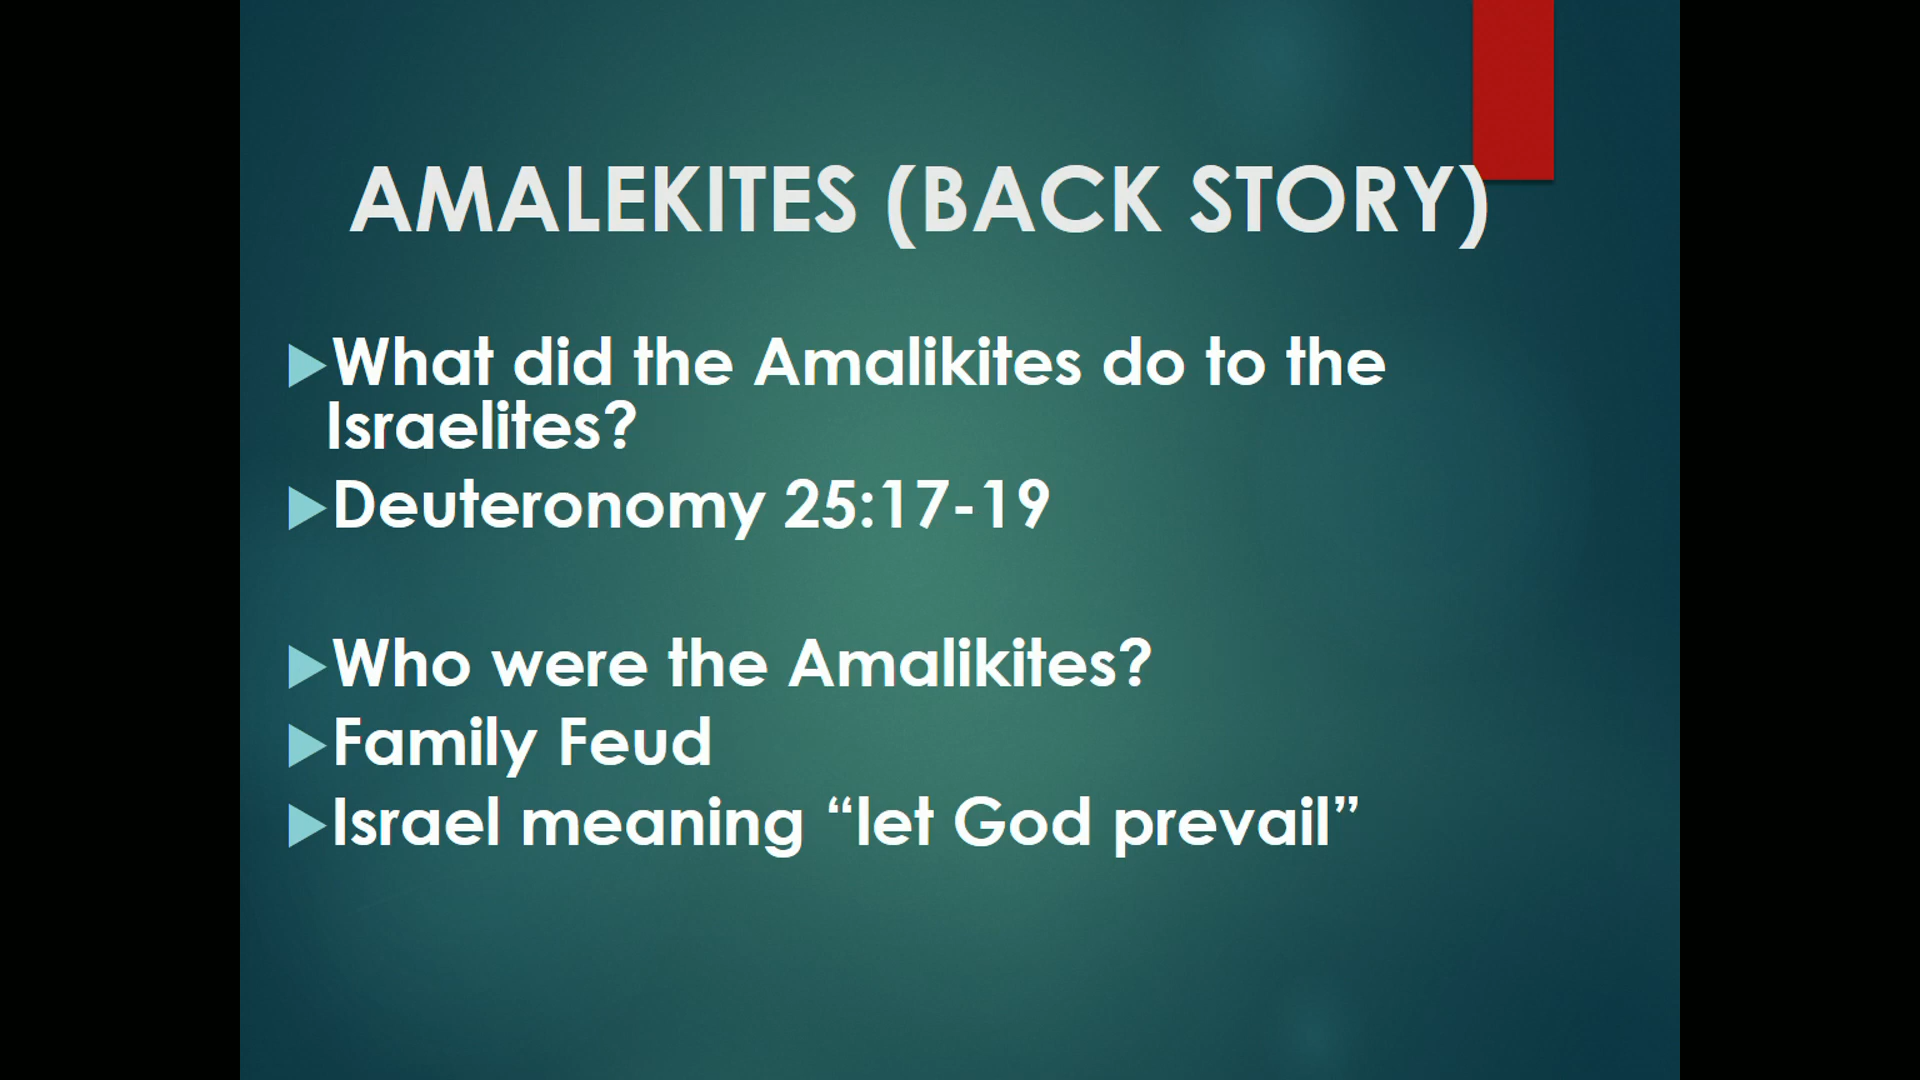 AMALEKITES (BACK STORY)
What did the Amalikites do to the
Israelites?
Deuteronomy 25:17-19
Who were the Amalikites?
Family Feud
Israel meaning “let God prevail”